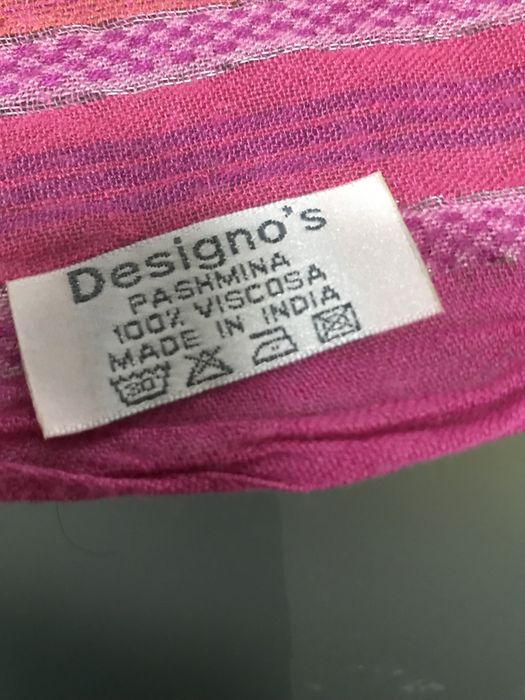 Designo's
PASHMINA
100% VISCOSA
MADE IN INDIA
30°